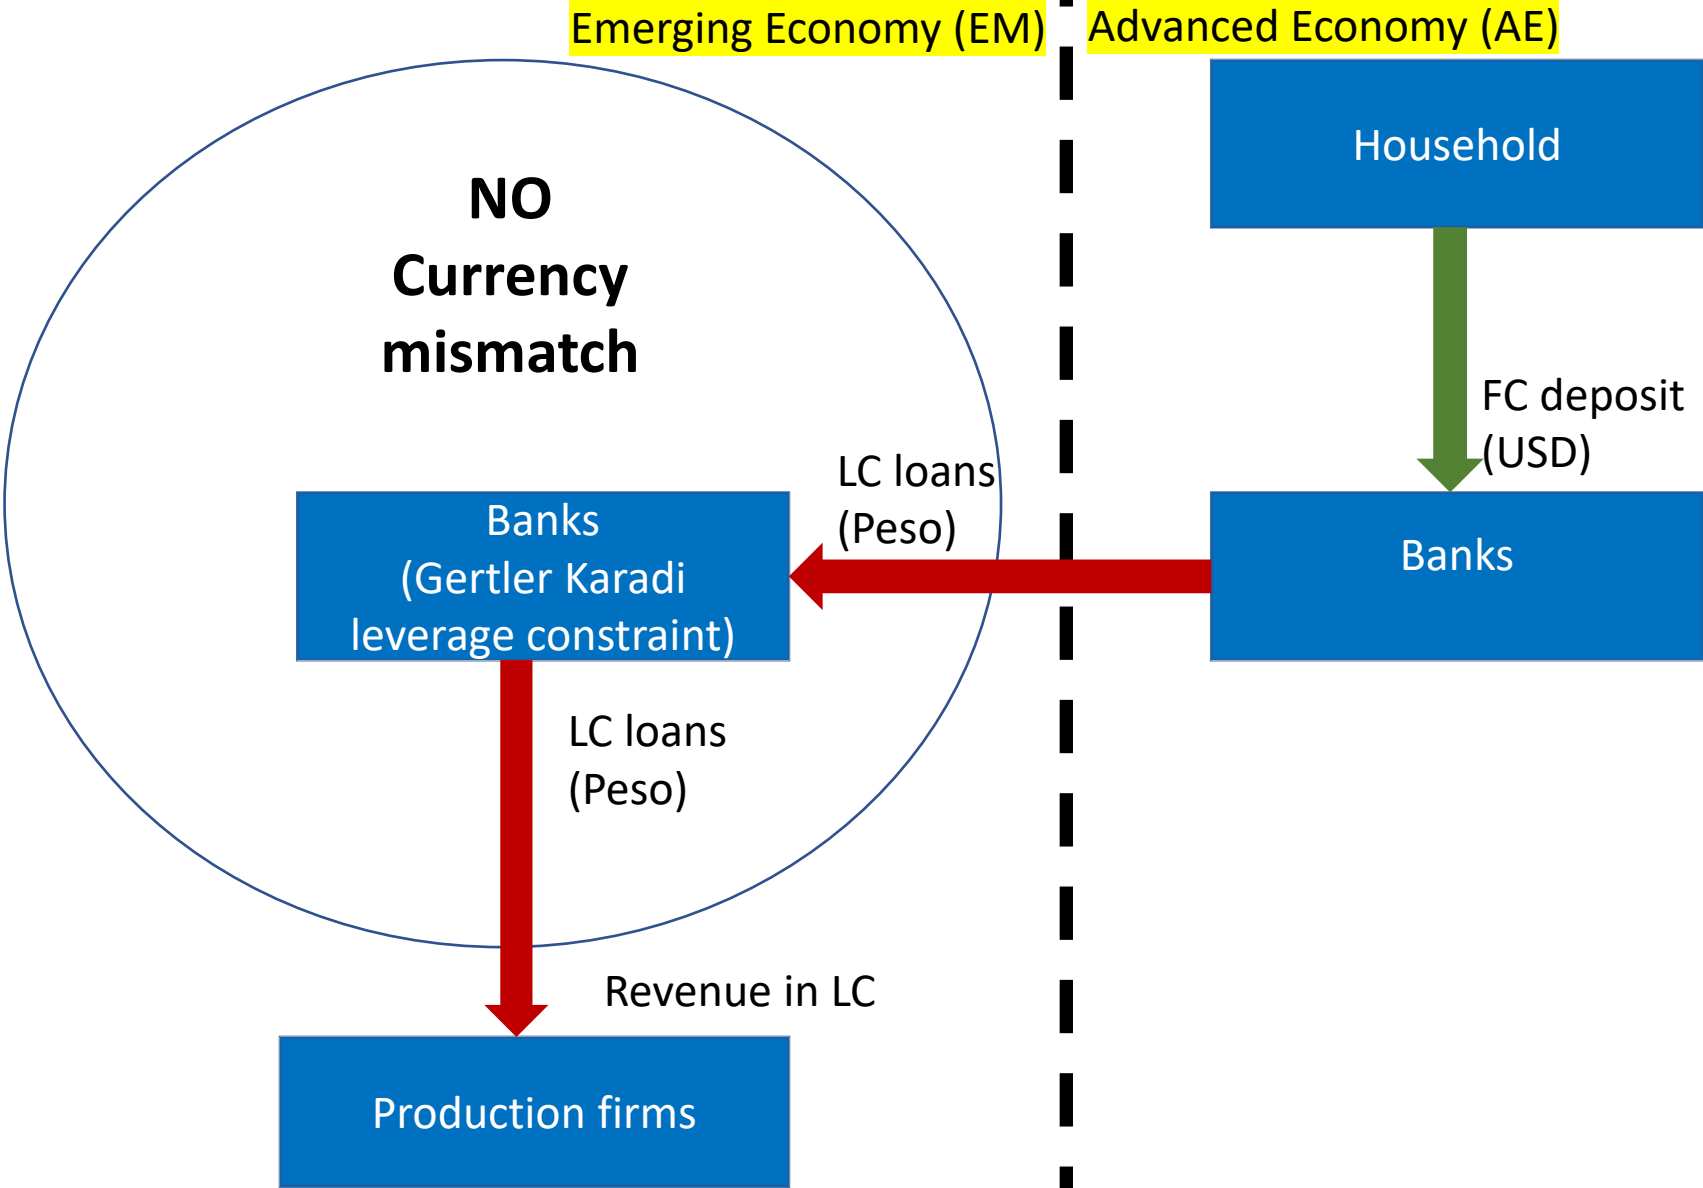 Emerging Economy (EM)
Advanced Economy (AE)
Household
NO
Currency
mismatch
FC deposit
(USD)
LC loans
(Peso)
Banks
(Gertler Karadi
leverage constraint)
Banks
LC loans
(Peso)
Revenue in LC
Production firms